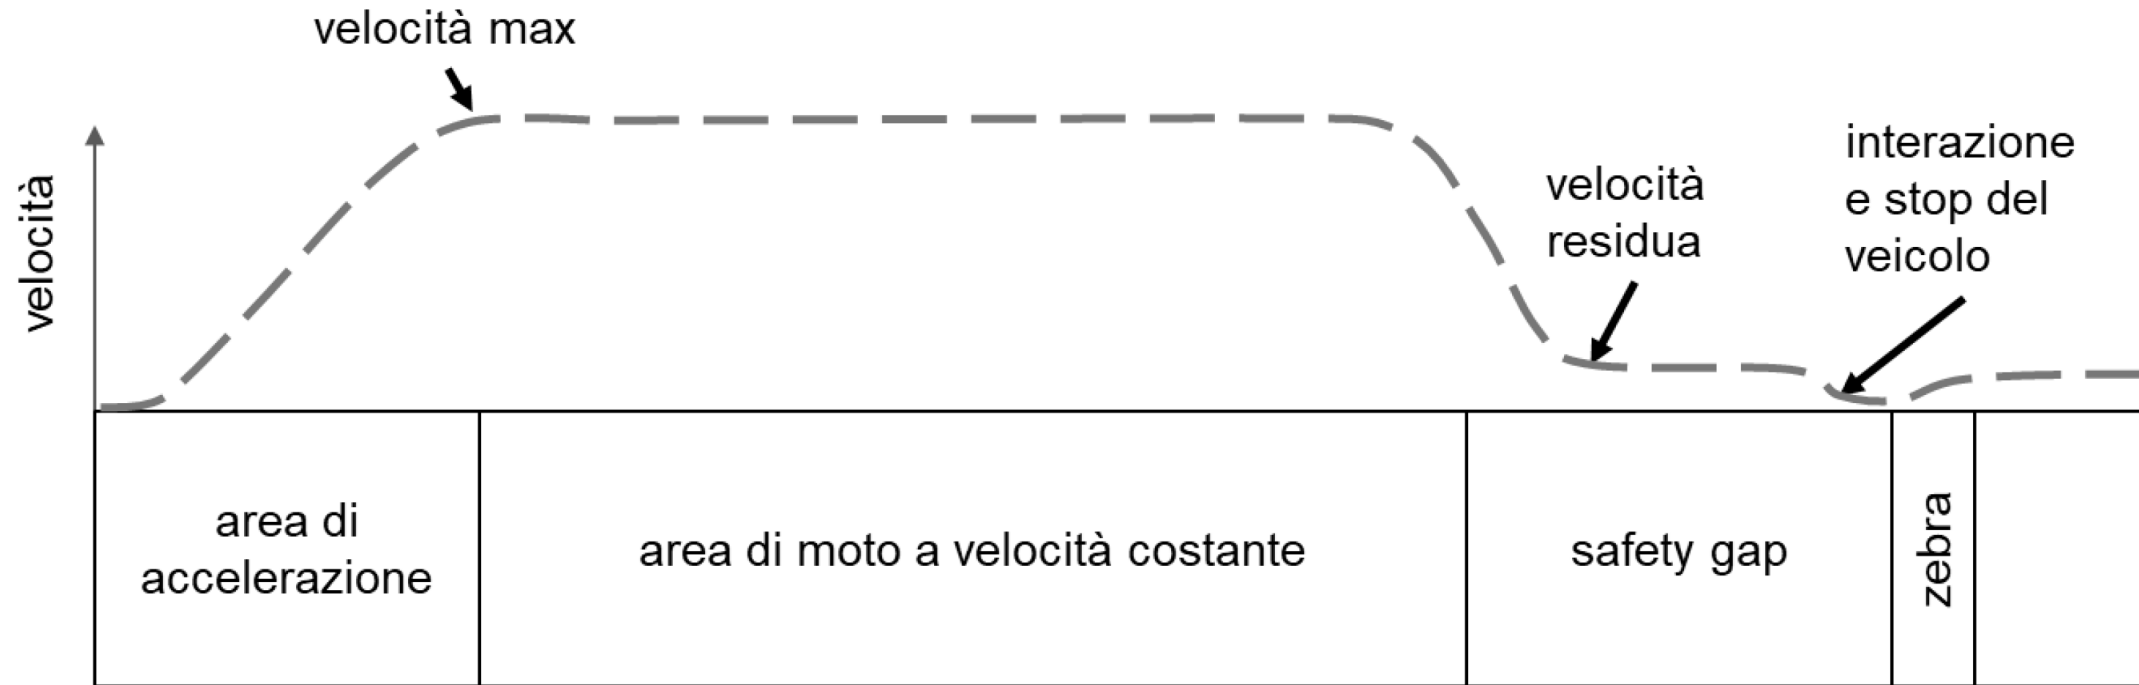 velocità max
velocità
velocità
residua
interazione
e stop del
veicolo
area di
accelerazione
area di moto a velocità costante
safety gap
zebra